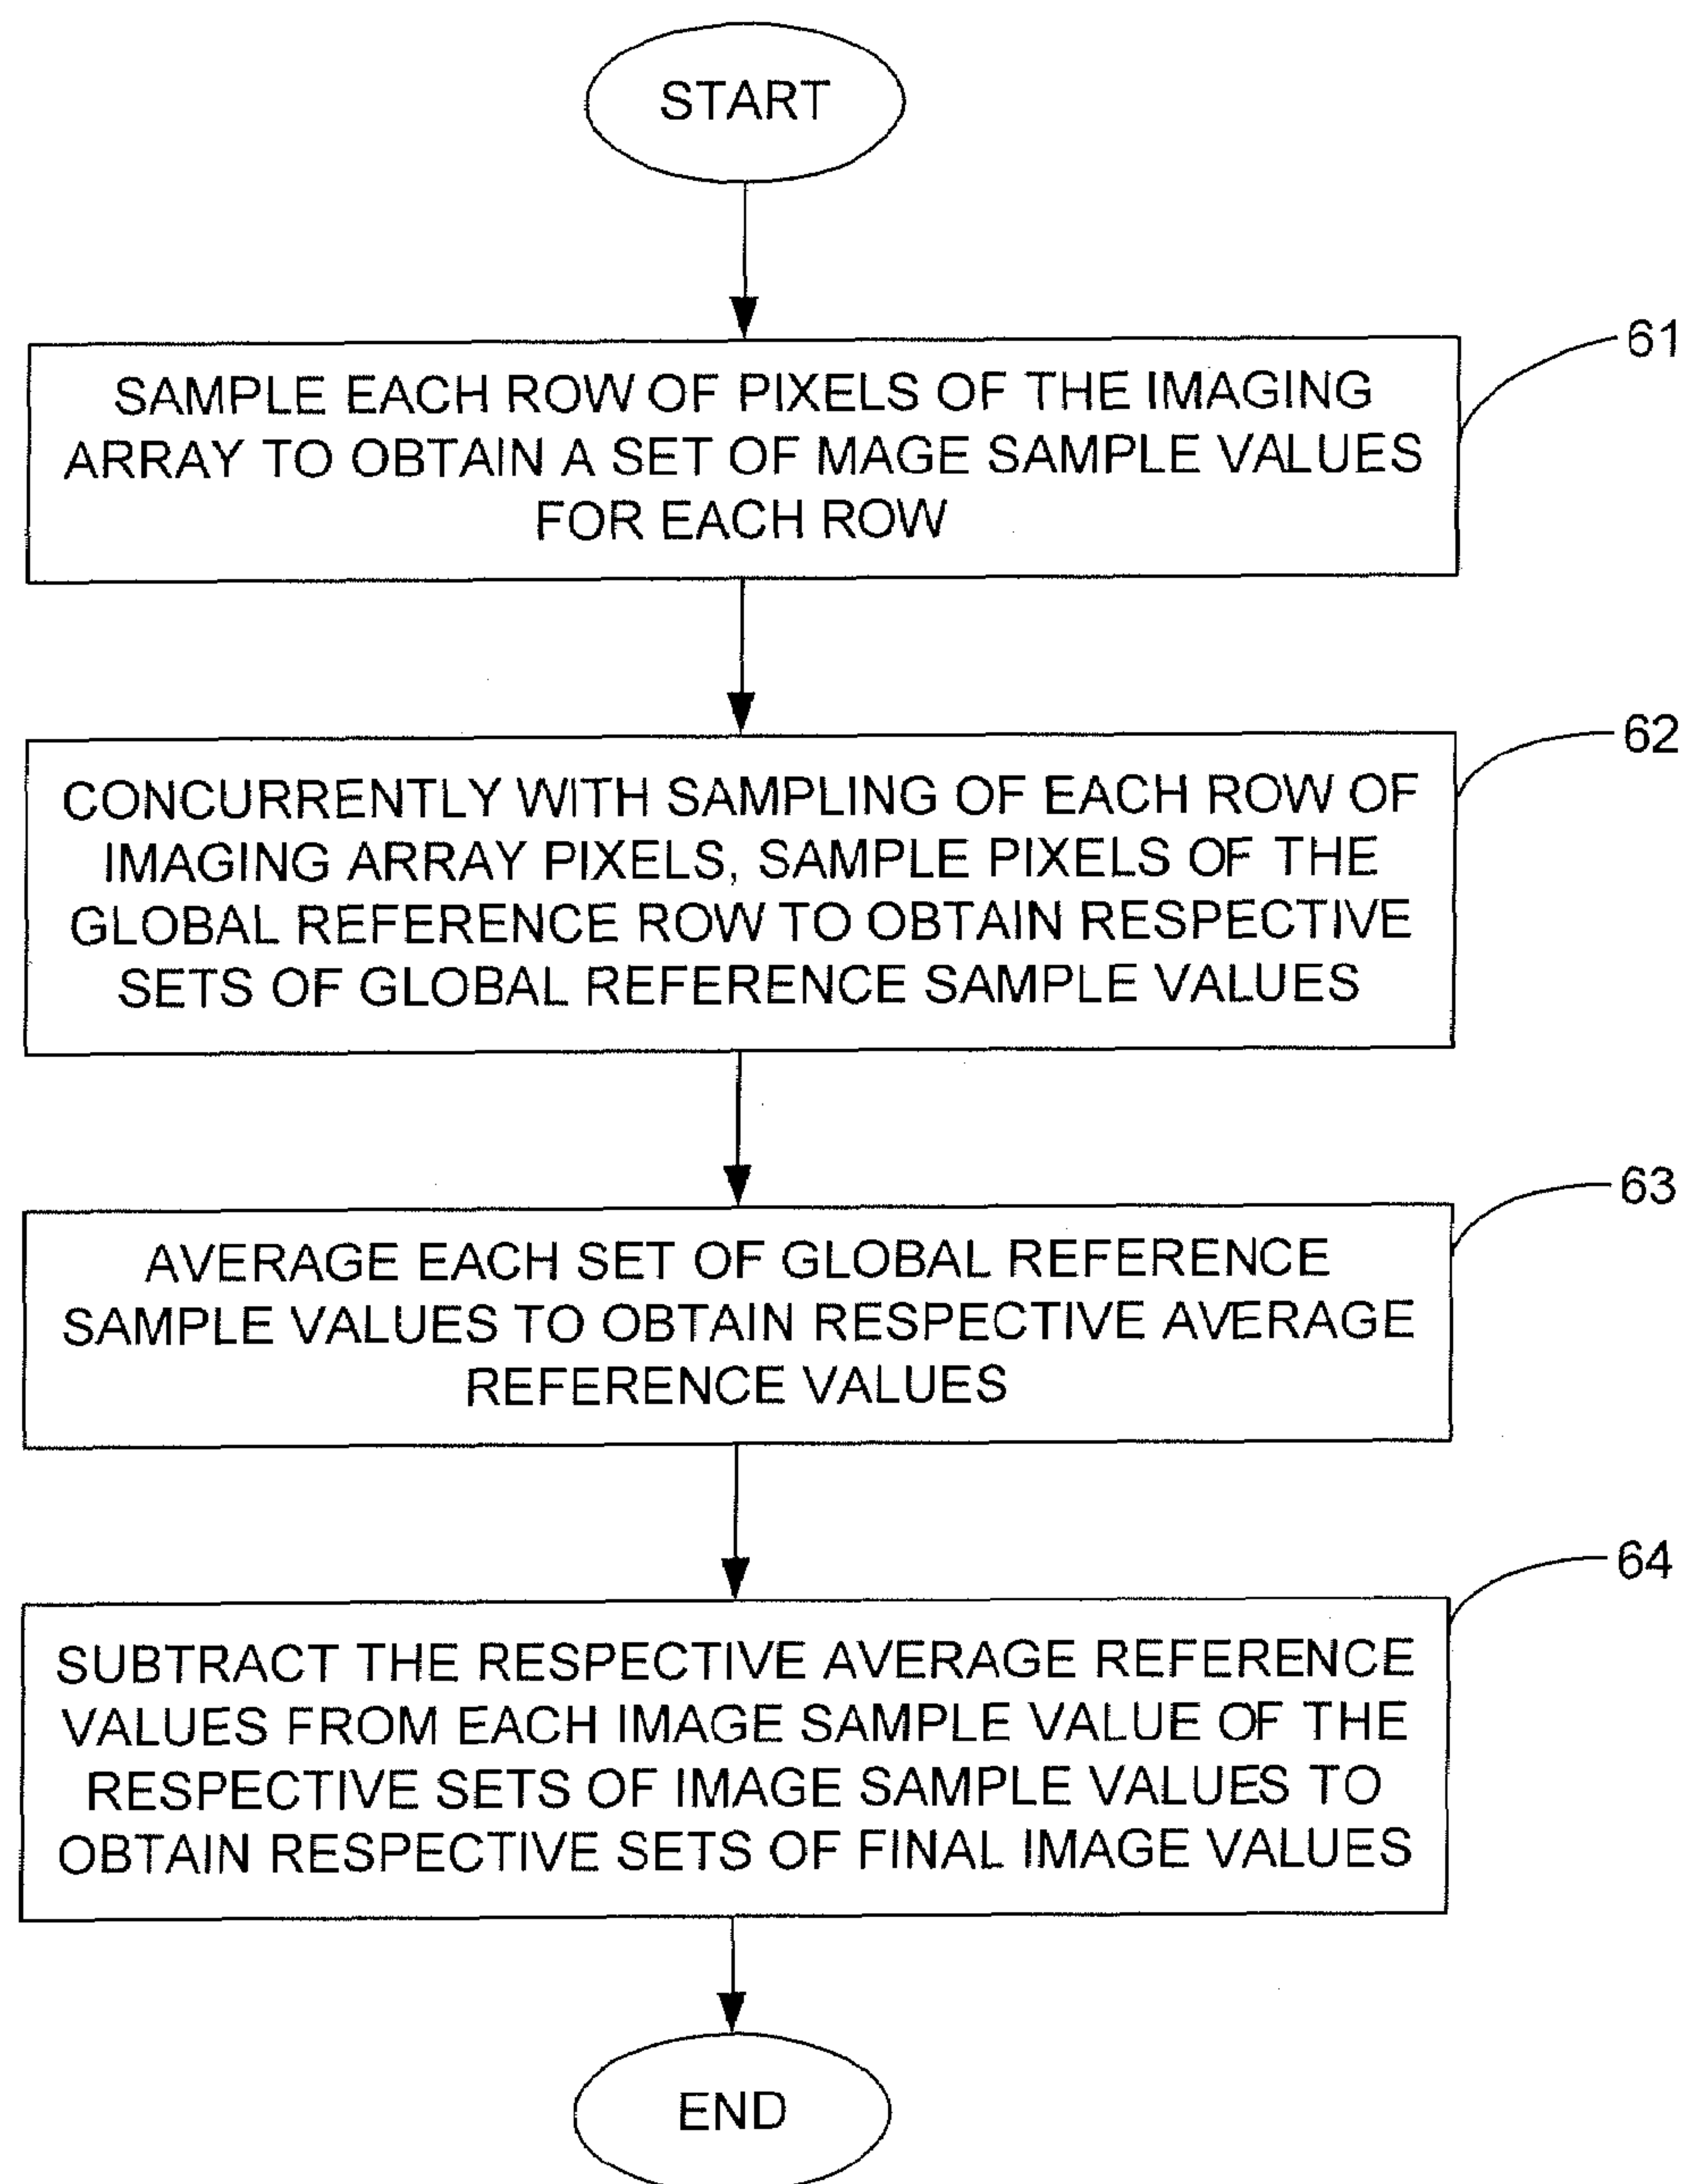 START
61
SAMPLE EACH ROW OF PIXELS OF THE IMAGING
ARRAY TO OBTAIN A SET OF MAGE SAMPLE VALUES
FOR EACH ROW
62
CONCURRENTLY WITH SAMPLING OF EACH ROW OF
IMAGING ARRAY PIXELS, SAMPLE PIXELS OF THE
GLOBAL REFERENCE ROW TO OBTAIN RESPECTIVE
SETS OF GLOBAL REFERENCE SAMPLE VALUES
63
AVERAGE EACH SET OF GLOBAL REFERENCE
SAMPLE VALUES TO OBTAIN RESPECTIVE AVERAGE
REFERENCE VALUES
64
SUBTRACT THE RESPECTIVE AVERAGE REFERENCE
VALUES FROM EACH IMAGE SAMPLE VALUE OF THE
RESPECTIVE SETS OF IMAGE SAMPLE VALUES TO
OBTAIN RESPECTIVE SETS OF FINAL IMAGE VALUES
END